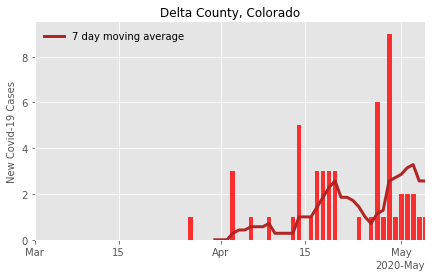 Delta County, Colorado
7 day moving average
New Covid-19 Cases
8
6
4
2
0
Mar 15 Apr 15 May
2020-May